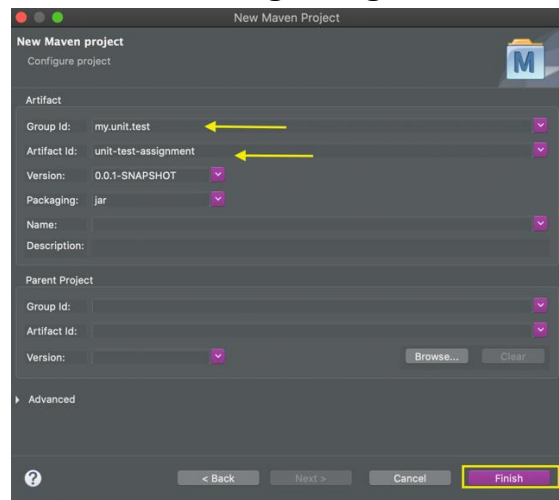 New Maven Project
New Maven project
Configure project
M
Artifact
Group Id: my.unit.test
Artifact Id: unit-test-assignment
Version: 0.0.1-SNAPSHOT
Packaging: jar
Name:
Description:
Parent Project
Group Id:
Artifact Id:
Version: Browse... Clear
Advanced
? < Back Next > Cancel Finish